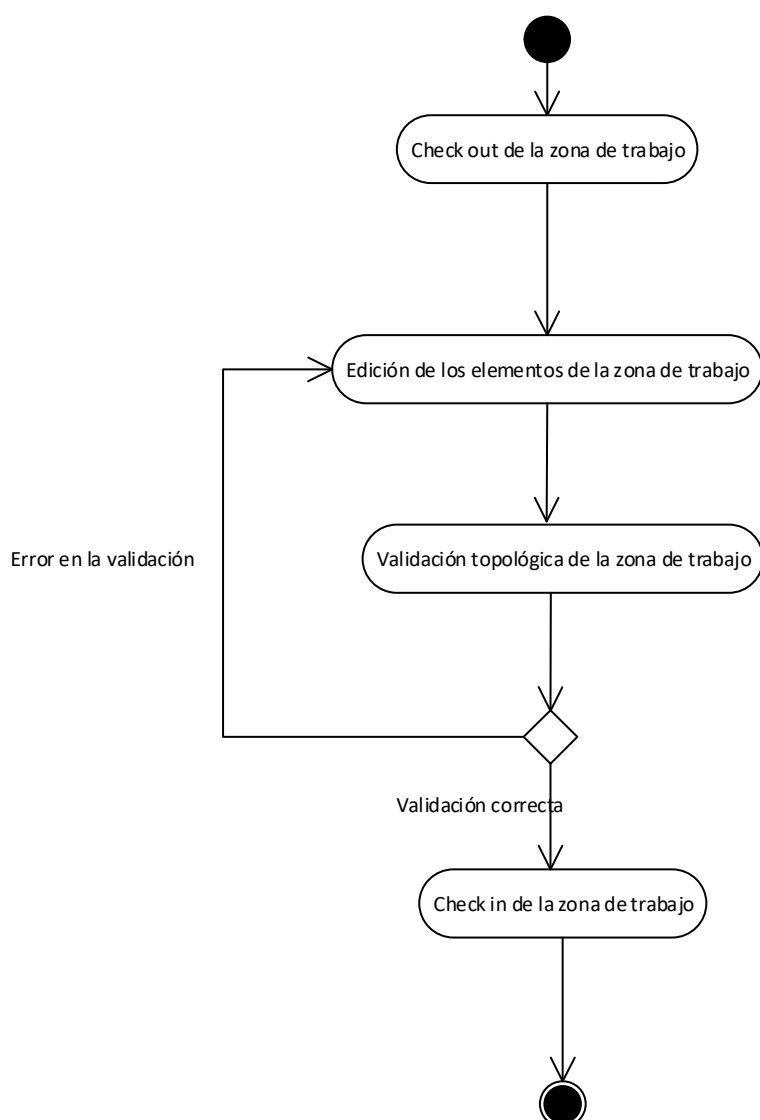 Check out de la zona de trabajo
Edición de los elementos de la zona de trabajo
Error en la validación
Validación topológica de la zona de trabajo
Validación correcta
Check in de la zona de trabajo